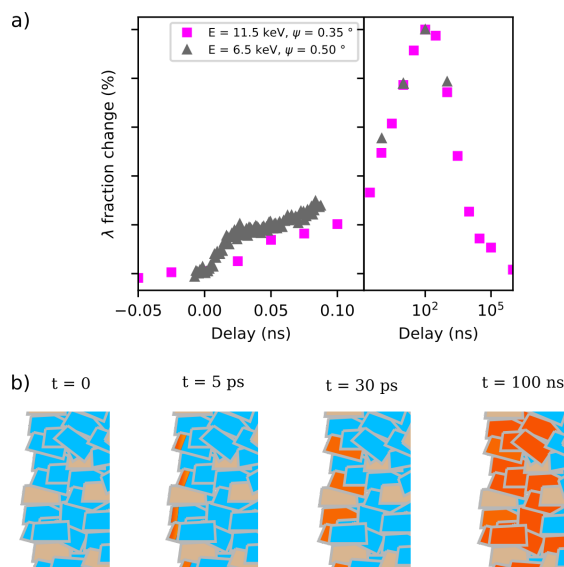 a)
E = 11.5 keV, ψ = 0.35 °
E = 6.5 keV, ψ = 0.50 °
λ fraction change (%)
−0.05 0.00 0.05 0.10 10² 10⁵
Delay (ns) Delay (ns)
b) t = 0 t = 5 ps t = 30 ps t = 100 ns